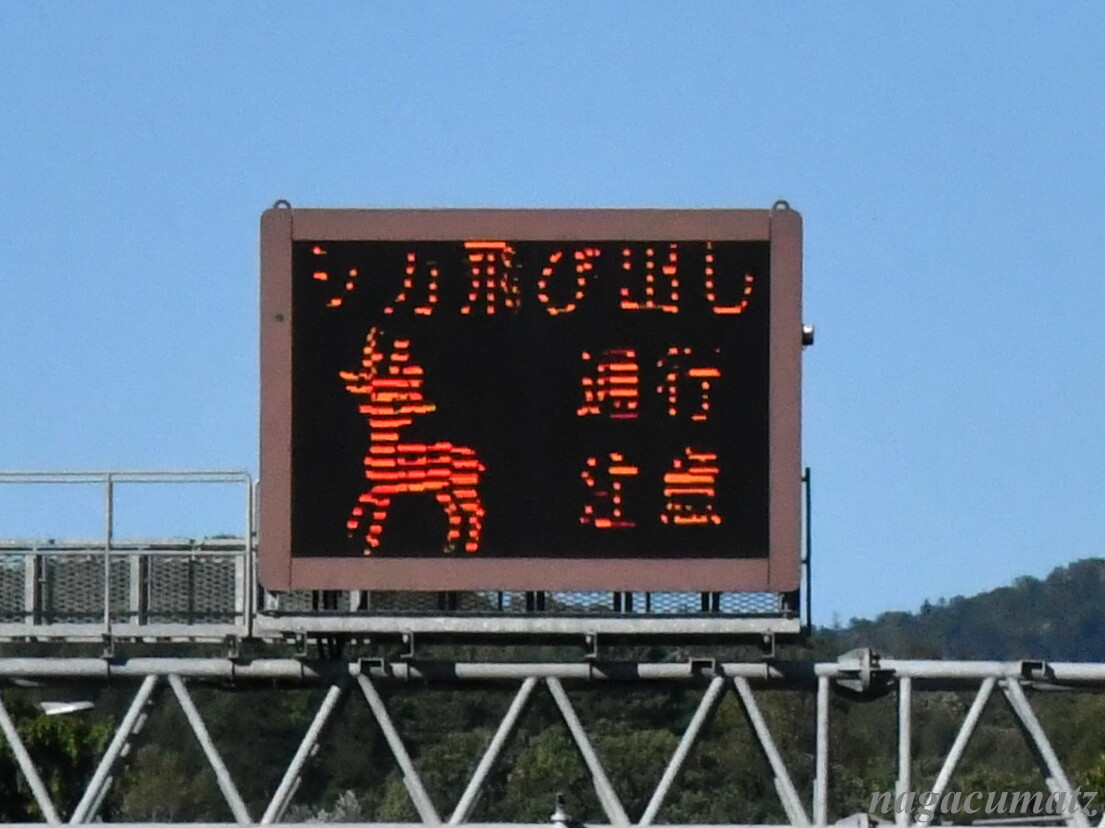 シカ飛び出し
通行
注意
nagacumatz